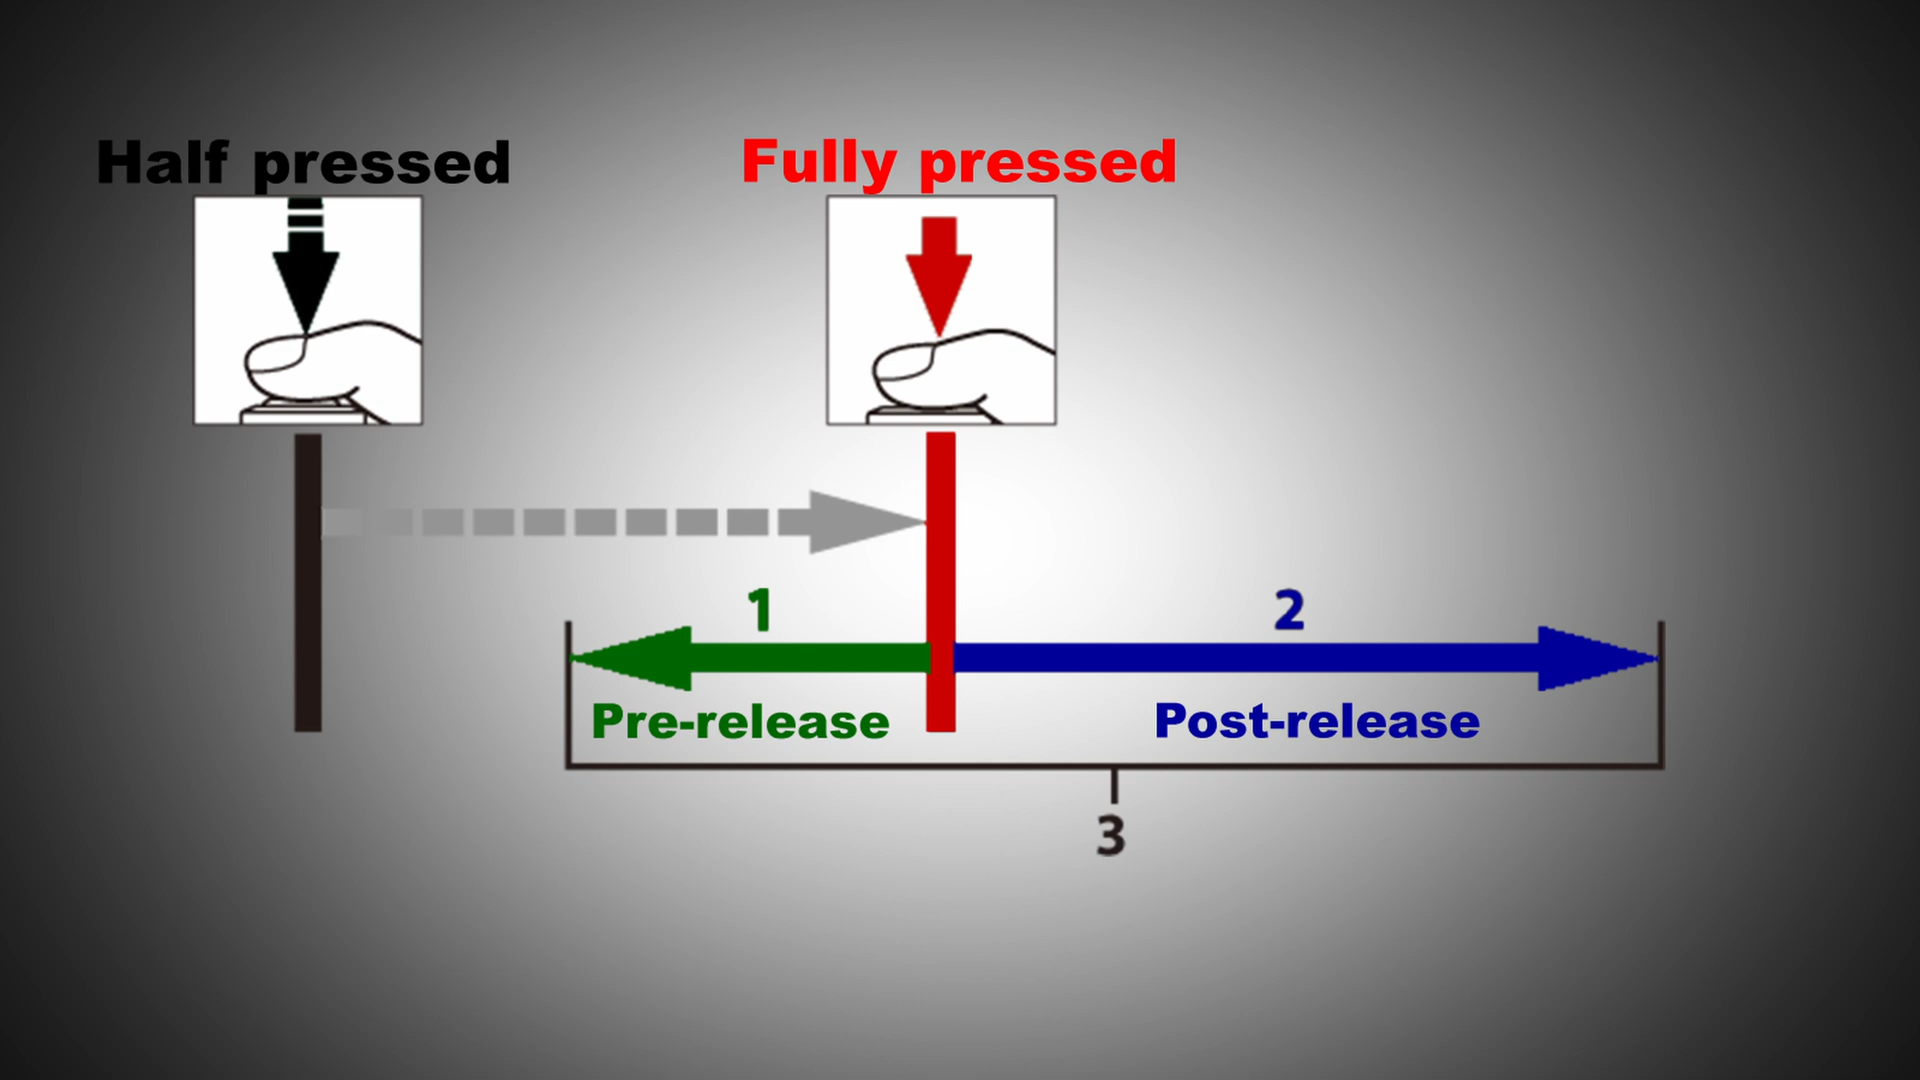 Half pressed
Fully pressed
1
2
Pre-release
Post-release
3